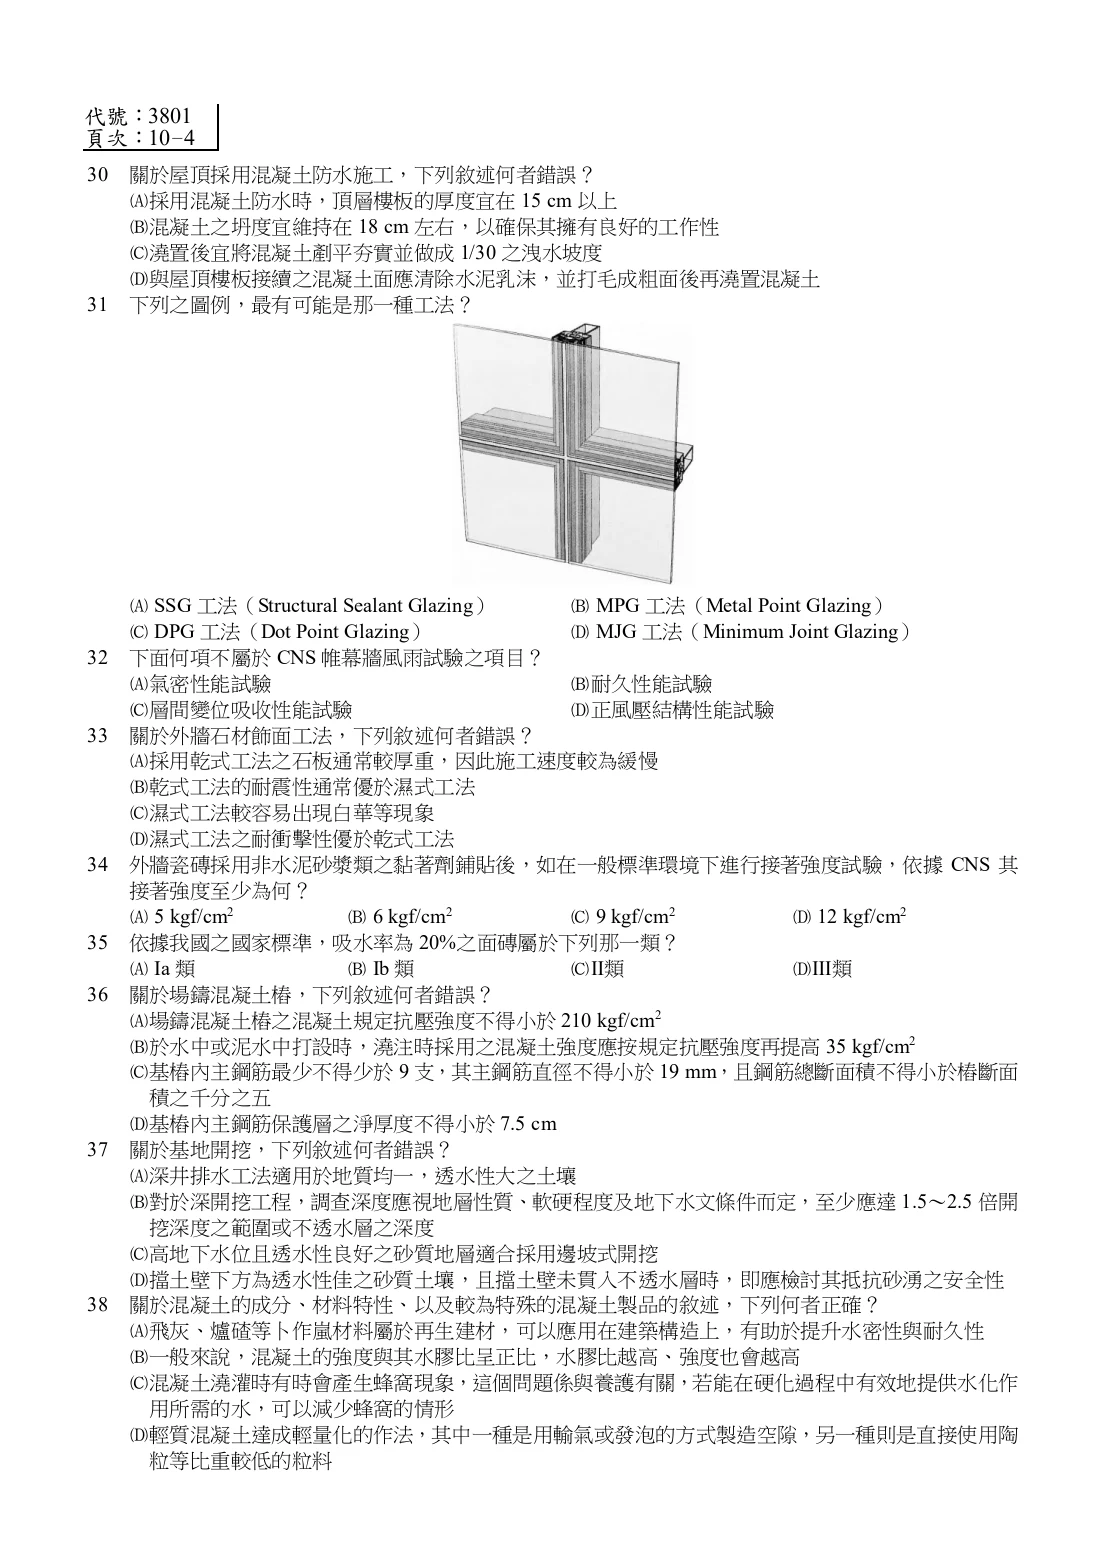 代號：3801
頁次：10－4
30 關於屋頂採用混凝土防水施工，下列敘述何者錯誤？
(A)採用混凝土防水時，頂層樓板的厚度宜在 15 cm 以上
(B)混凝土之坍度宜維持在 18 cm 左右，以確保其擁有良好的工作性
(C)澆置後宜將混凝土剷平夯實並做成 1/30 之洩水坡度
(D)與屋頂樓板接續之混凝土面應清除水泥乳沫，並打毛成粗面後再澆置混凝土
31 下列之圖例，最有可能是那一種工法？
(A) SSG 工法（Structural Sealant Glazing） (B) MPG 工法（Metal Point Glazing）
(C) DPG 工法（Dot Point Glazing） (D) MJG 工法（Minimum Joint Glazing）
32 下面何項不屬於 CNS 帷幕牆風雨試驗之項目？
(A)氣密性能試驗 (B)耐久性能試驗
(C)層間變位吸收性能試驗 (D)正風壓結構性能試驗
33 關於外牆石材飾面工法，下列敘述何者錯誤？
(A)採用乾式工法之石板通常較厚重，因此施工速度較為緩慢
(B)乾式工法的耐震性通常優於濕式工法
(C)濕式工法較容易出現白華等現象
(D)濕式工法之耐衝擊性優於乾式工法
34 外牆瓷磚採用非水泥砂漿類之黏著劑鋪貼後，如在一般標準環境下進行接著強度試驗，依據 CNS 其
接著強度至少為何？
(A) 5 kgf/cm² (B) 6 kgf/cm² (C) 9 kgf/cm² (D) 12 kgf/cm²
35 依據我國之國家標準，吸水率為 20%之面磚屬於下列那一類？
(A) Ia 類 (B) Ib 類 (C)II類 (D)III類
36 關於場鑄混凝土樁，下列敘述何者錯誤？
(A)場鑄混凝土樁之混凝土規定抗壓強度不得小於 210 kgf/cm²
(B)於水中或泥水中打設時，澆注時採用之混凝土強度應按規定抗壓強度再提高 35 kgf/cm²
(C)基樁內主鋼筋最少不得少於 9 支，其主鋼筋直徑不得小於 19 mm，且鋼筋總斷面積不得小於樁斷面
積之千分之五
(D)基樁內主鋼筋保護層之淨厚度不得小於 7.5 cm
37 關於基地開挖，下列敘述何者錯誤？
(A)深井排水工法適用於地質均一，透水性大之土壤
(B)對於深開挖工程，調查深度應視地層性質、軟硬程度及地下水文條件而定，至少應達 1.5～2.5 倍開
挖深度之範圍或不透水層之深度
(C)高地下水位且透水性良好之砂質地層適合採用邊坡式開挖
(D)擋土壁下方為透水性佳之砂質土壤，且擋土壁未貫入不透水層時，即應檢討其抵抗砂湧之安全性
38 關於混凝土的成分、材料特性、以及較為特殊的混凝土製品的敘述，下列何者正確？
(A)飛灰、爐碴等卜作嵐材料屬於再生建材，可以應用在建築構造上，有助於提升水密性與耐久性
(B)一般來說，混凝土的強度與其水膠比呈正比，水膠比越高、強度也會越高
(C)混凝土澆灌時有時會產生蜂窩現象，這個問題係與養護有關，若能在硬化過程中有效地提供水化作
用所需的水，可以減少蜂窩的情形
(D)輕質混凝土達成輕量化的作法，其中一種是用輸氣或發泡的方式製造空隙，另一種則是直接使用陶
粒等比重較低的粒料